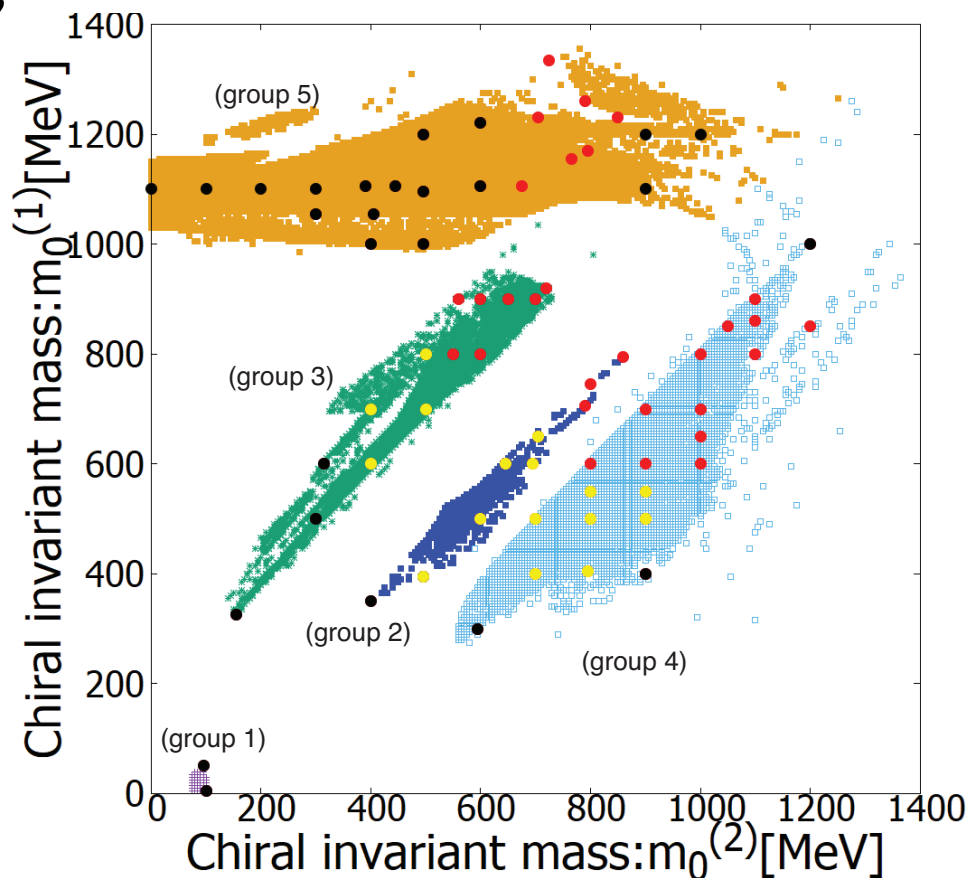 1400
1200
1000
800
600
400
200
0
Chiral invariant mass:m0(1)[MeV]
(group 5)
(group 3)
(group 2)
(group 4)
(group 1)
0 200 400 600 800 1000 1200 1400
Chiral invariant mass:m0(2)[MeV]